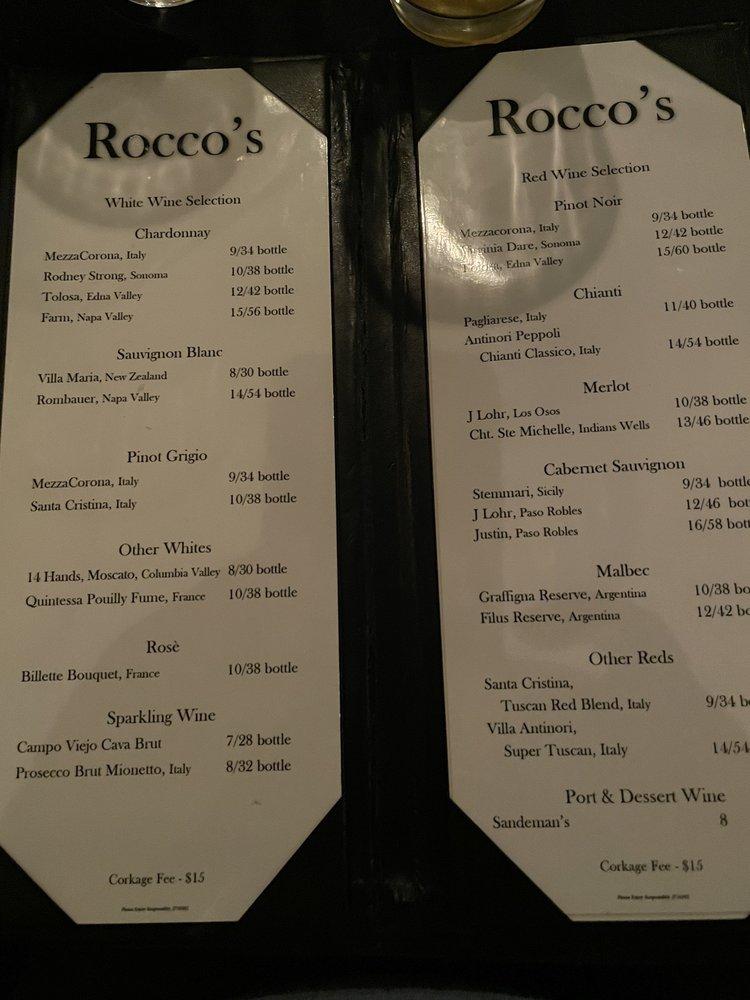 Rocco's
White Wine Selection
Chardonnay
MezzaCorona, Italy 9/34 bottle
Rodney Strong, Sonoma 10/38 bottle
Tolosa, Edna Valley 12/42 bottle
Farm, Napa Valley 15/56 bottle
Sauvignon Blanc
Villa Maria, New Zealand 8/30 bottle
Rombauer, Napa Valley 14/54 bottle
Pinot Grigio
MezzaCorona, Italy 9/34 bottle
Santa Cristina, Italy 10/38 bottle
Other Whites
14 Hands, Moscato, Columbia Valley 8/30 bottle
Quintessa Pouilly Fume, France 10/38 bottle
Rosè
Billette Bouquet, France 10/38 bottle
Sparkling Wine
Campo Viejo Cava Brut 7/28 bottle
Prosecco Brut Mionetto, Italy 8/32 bottle
Corkage Fee - $15
Rocco's
Red Wine Selection
Pinot Noir
Mezzacorona, Italy 9/34 bottle
Virginia Dare, Sonoma 12/42 bottle
Edna Valley 15/60 bottle
Chianti
Pagliarese, Italy 11/40 bottle
Antinori Peppoli
Chianti Classico, Italy 14/54 bottle
Merlot
J Lohr, Los Osos 10/38 bottle
Cht. Ste Michelle, Indians Wells 13/46 bottle
Cabernet Sauvignon
Stemmari, Sicily 9/34 bottle
J Lohr, Paso Robles 12/46 bot
Justin, Paso Robles 16/58 bot
Malbec
Graffigna Reserve, Argentina 10/38 bo
Filus Reserve, Argentina 12/42 bo
Other Reds
Santa Cristina,
Tuscan Red Blend, Italy 9/34 b
Villa Antinori,
Super Tuscan, Italy 14/54
Port & Dessert Wine
Sandeman's 8
Corkage Fee - $15